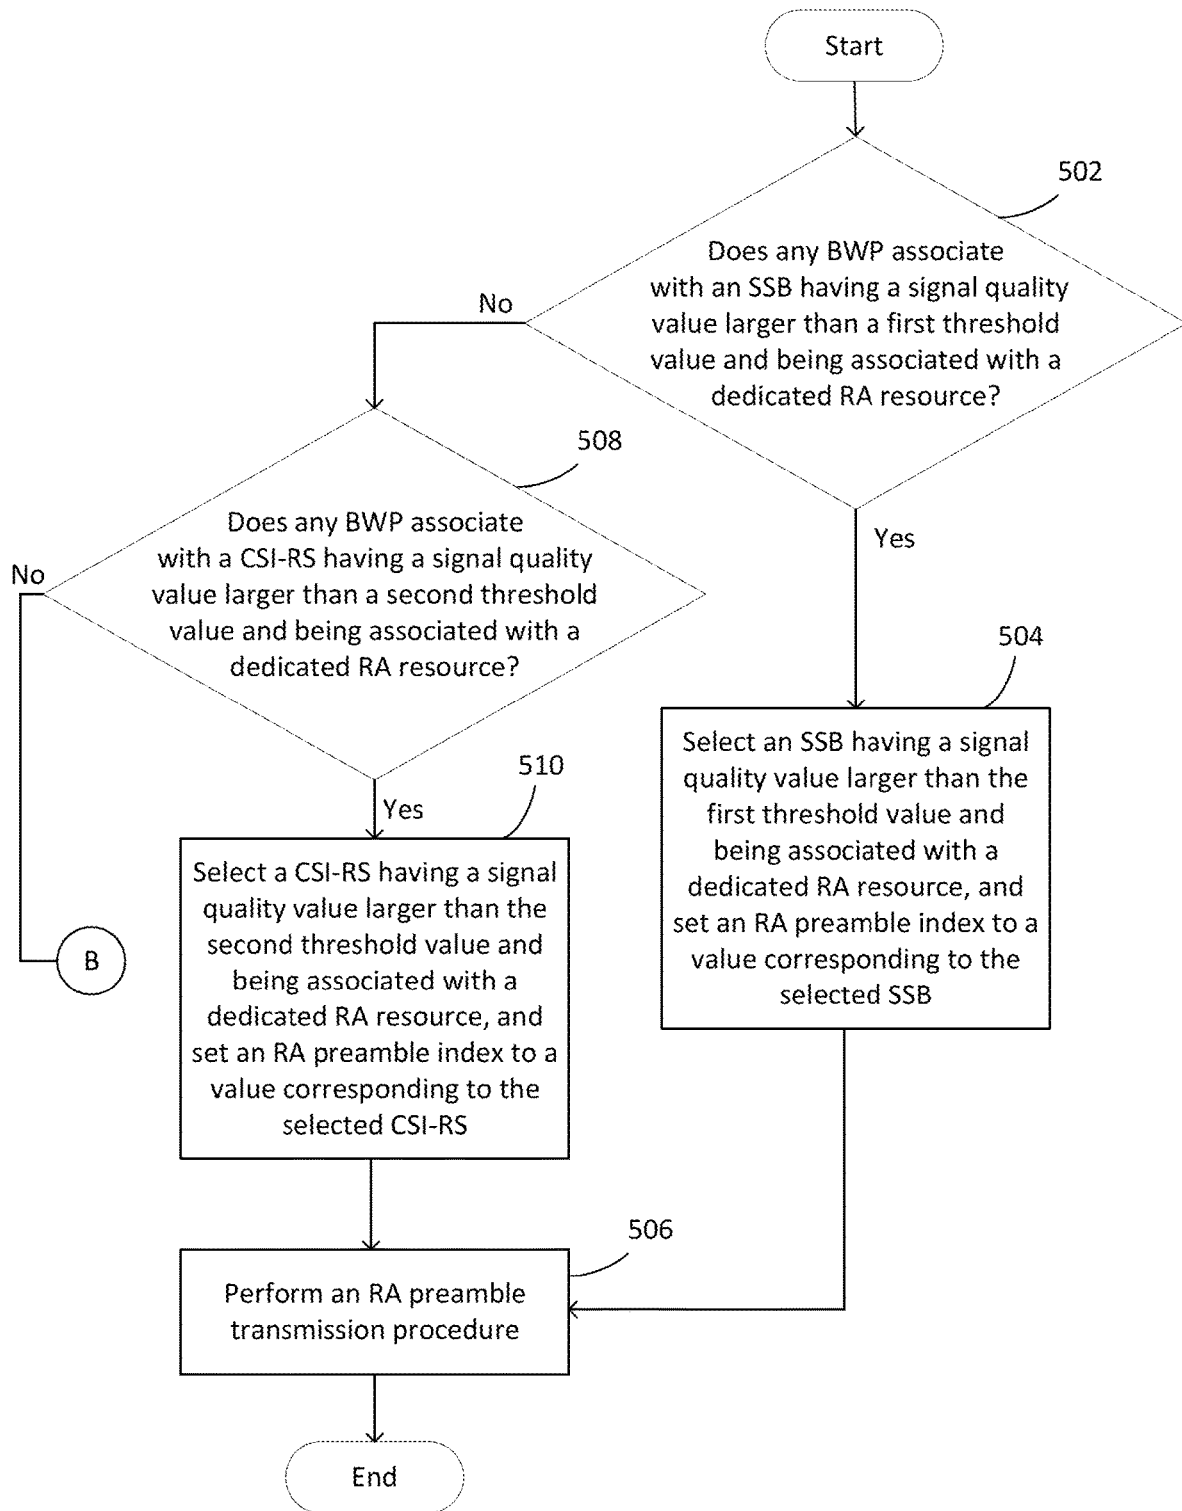 Start
502
Does any BWP associate
with an SSB having a signal quality
value larger than a first threshold
value and being associated with a
dedicated RA resource?
No
Yes
508
Does any BWP associate
with a CSI-RS having a signal quality
value larger than a second threshold
value and being associated with a
dedicated RA resource?
No
Yes
504
Select an SSB having a signal
quality value larger than the
first threshold value and
being associated with a
dedicated RA resource, and
set an RA preamble index to a
value corresponding to the
selected SSB
510
Select a CSI-RS having a signal
quality value larger than the
second threshold value and
being associated with a
dedicated RA resource, and
set an RA preamble index to a
value corresponding to the
selected CSI-RS
B
506
Perform an RA preamble
transmission procedure
End